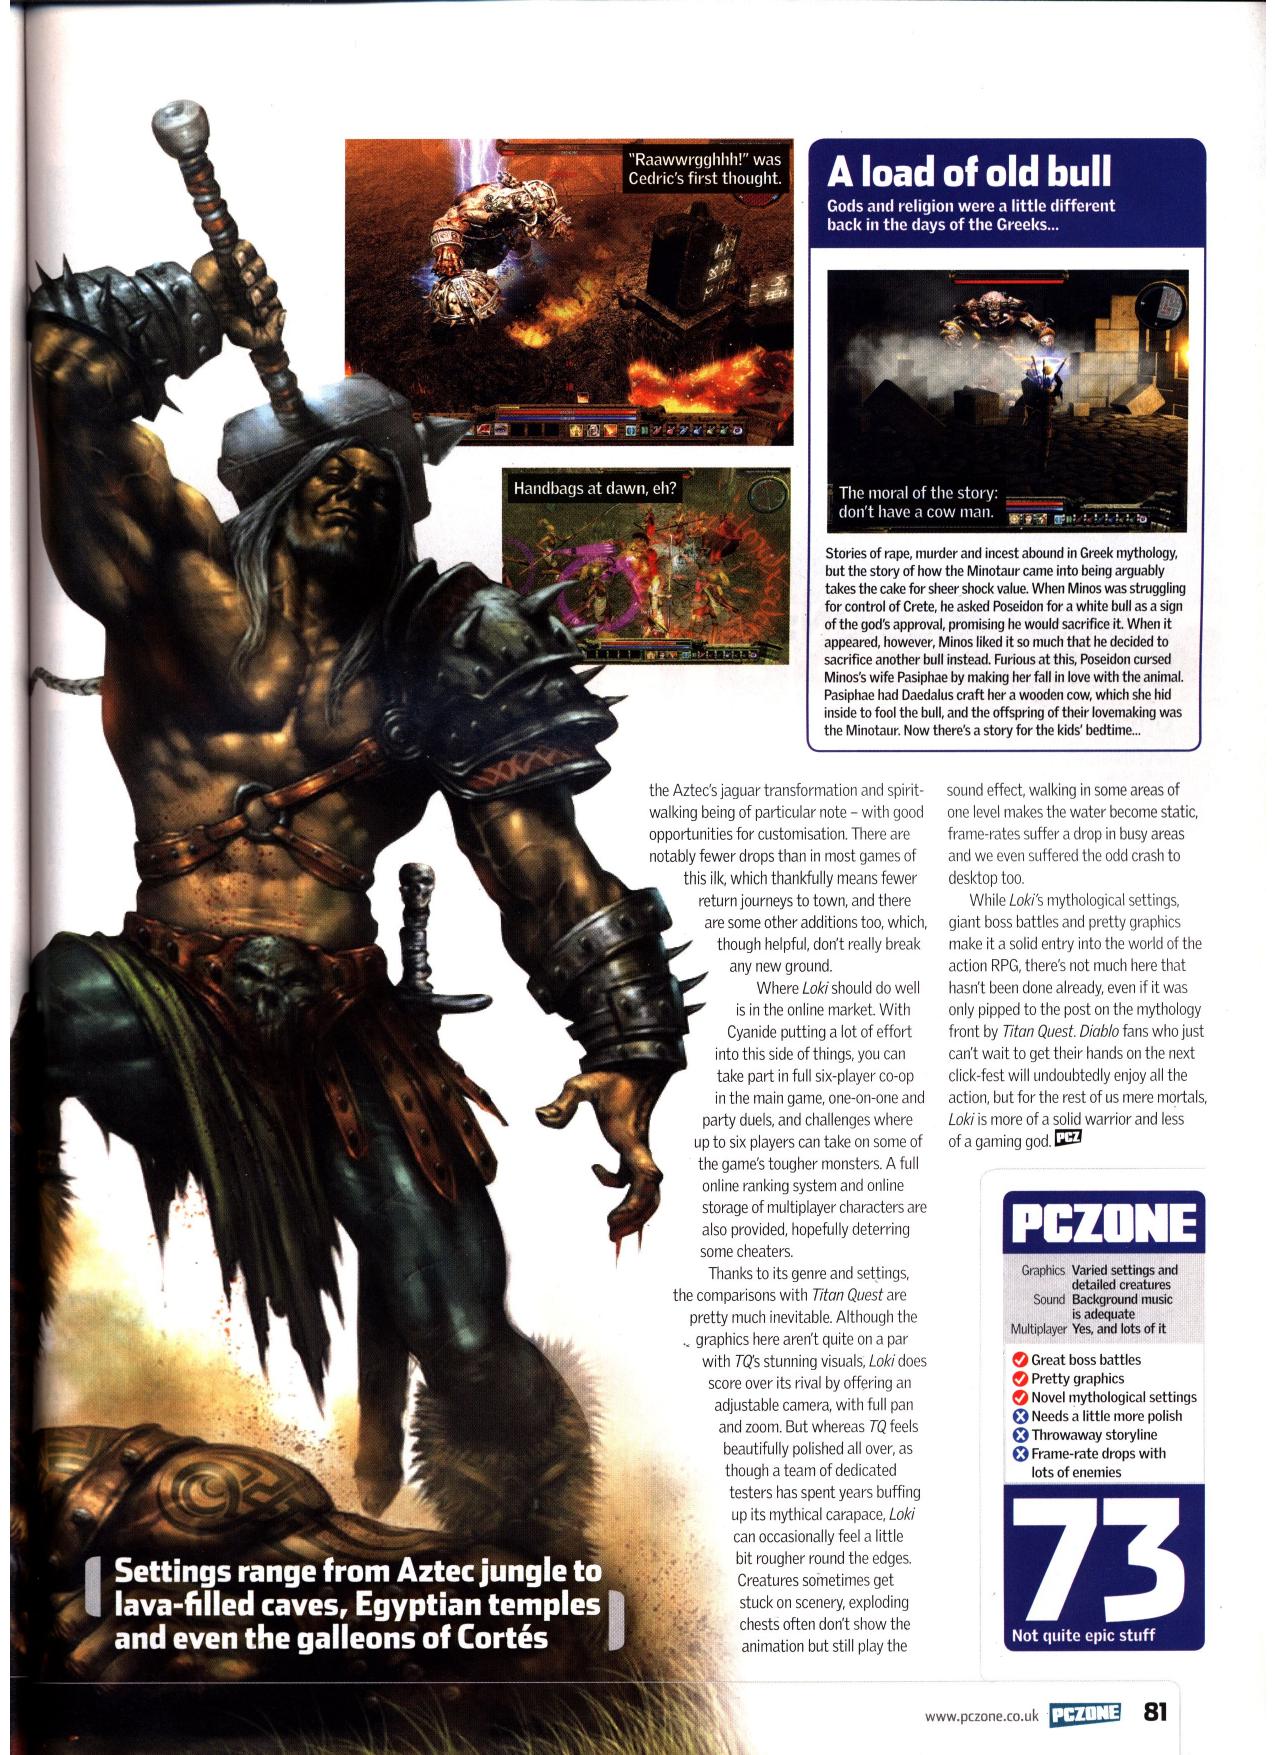 "Raawwrgghhh!" was
Cedric's first thought.
Handbags at dawn, eh?
A load of old bull
Gods and religion were a little different
back in the days of the Greeks...
The moral of the story:
don't have a cow man.
Stories of rape, murder and incest abound in Greek mythology,
but the story of how the Minotaur came into being arguably
takes the cake for sheer shock value. When Minos was struggling
for control of Crete, he asked Poseidon for a white bull as a sign
of the god's approval, promising he would sacrifice it. When it
appeared, however, Minos liked it so much that he decided to
sacrifice another bull instead. Furious at this, Poseidon cursed
Minos's wife Pasiphae by making her fall in love with the animal.
Pasiphae had Daedalus craft her a wooden cow, which she hid
inside to fool the bull, and the offspring of their lovemaking was
the Minotaur. Now there's a story for the kids' bedtime...
the Aztec's jaguar transformation and spirit-
walking being of particular note – with good
opportunities for customisation. There are
notably fewer drops than in most games of
this ilk, which thankfully means fewer
return journeys to town, and there
are some other additions too, which,
though helpful, don't really break
any new ground.
Where Loki should do well
is in the online market. With
Cyanide putting a lot of effort
into this side of things, you can
take part in full six-player co-op
in the main game, one-on-one and
party duels, and challenges where
up to six players can take on some of
the game's tougher monsters. A full
online ranking system and online
storage of multiplayer characters are
also provided, hopefully deterring
some cheaters.
Thanks to its genre and settings,
the comparisons with Titan Quest are
pretty much inevitable. Although the
graphics here aren't quite on a par
with TQ's stunning visuals, Loki does
score over its rival by offering an
adjustable camera, with full pan
and zoom. But whereas TQ feels
beautifully polished all over, as
though a team of dedicated
testers has spent years buffing
up its mythical carapace, Loki
can occasionally feel a little
bit rougher round the edges.
Creatures sometimes get
stuck on scenery, exploding
chests often don't show the
animation but still play the
sound effect, walking in some areas of
one level makes the water become static,
frame-rates suffer a drop in busy areas
and we even suffered the odd crash to
desktop too.
While Loki's mythological settings,
giant boss battles and pretty graphics
make it a solid entry into the world of the
action RPG, there's not much here that
hasn't been done already, even if it was
only pipped to the post on the mythology
front by Titan Quest. Diablo fans who just
can't wait to get their hands on the next
click-fest will undoubtedly enjoy all the
action, but for the rest of us mere mortals,
Loki is more of a solid warrior and less
of a gaming god. PCZ
PCZONE
Graphics Varied settings and
detailed creatures
Sound Background music
is adequate
Multiplayer Yes, and lots of it
Great boss battles
Pretty graphics
Novel mythological settings
Needs a little more polish
Throwaway storyline
Frame-rate drops with
lots of enemies
73
Not quite epic stuff
Settings range from Aztec jungle to
lava-filled caves, Egyptian temples
and even the galleons of Cortés
www.pczone.co.uk PCZONE 81